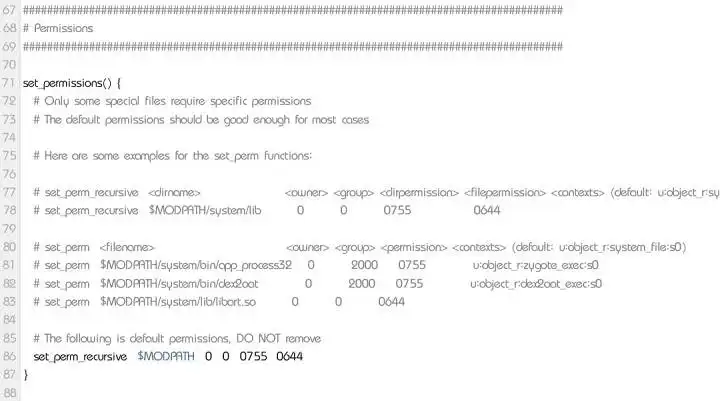 67 ##########################################################################################
68 # Permissions
69 ##########################################################################################
70
71 set_permissions() {
72 # Only some special files require specific permissions
73 # The default permissions should be good enough for most cases
74
75 # Here are some examples for the set_perm functions:
76
77 # set_perm_recursive <dirname> <owner> <group> <dirpermission> <filepermission> <contexts> (default: u:object_r:sy
78 # set_perm_recursive $MODPATH/system/lib 0 0 0755 0644
79
80 # set_perm <filename> <owner> <group> <permission> <contexts> (default: u:object_r:system_file:s0)
81 # set_perm $MODPATH/system/bin/app_process32 0 2000 0755 u:object_r:zygote_exec:s0
82 # set_perm $MODPATH/system/bin/dex2oat 0 2000 0755 u:object_r:dex2oat_exec:s0
83 # set_perm $MODPATH/system/lib/libart.so 0 0 0644
84
85 # The following is default permissions, DO NOT remove
86 set_perm_recursive $MODPATH 0 0 0755 0644
87 }
88